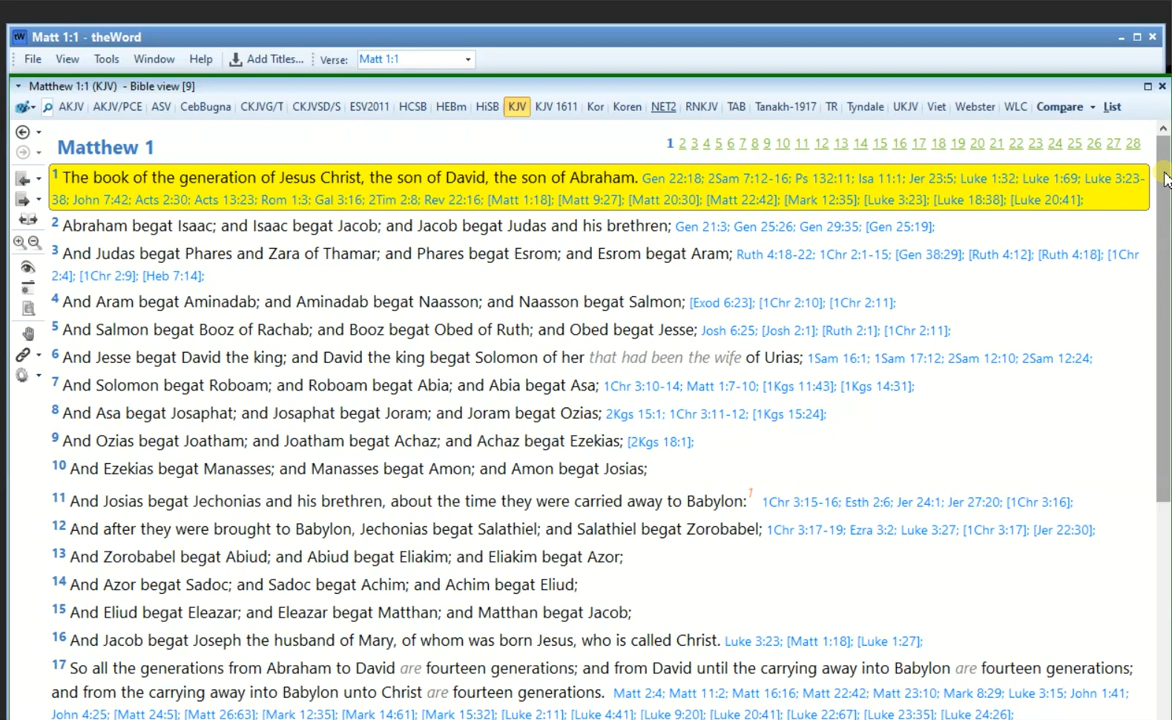 Matt 1:1 - theWord
File View Tools Window Help Add Titles... Verse: Matt 1:1
Matthew 1:1 (KJV) - Bible view [9]
AKJV AKJV/PCE ASV CebBugna CKJVG/T CKJVSD/S ESV2011 HCSB HEBm HiSB KJV KJV 1611 Kor Koren NET2 RNKJV TAB Tanakh-1917 TR Tyndale UKJV Viet Webster WLC Compare List
Matthew 1 1 2 3 4 5 6 7 8 9 10 11 12 13 14 15 16 17 18 19 20 21 22 23 24 25 26 27 28
1 The book of the generation of Jesus Christ, the son of David, the son of Abraham. Gen 22:18; 2Sam 7:12-16; Ps 132:11; Isa 11:1; Jer 23:5; Luke 1:32; Luke 1:69; Luke 3:23-
38; John 7:42; Acts 2:30; Acts 13:23; Rom 1:3; Gal 3:16; 2Tim 2:8; Rev 22:16; [Matt 1:18]; [Matt 9:27]; [Matt 20:30]; [Matt 22:42]; [Mark 12:35]; [Luke 3:23]; [Luke 18:38]; [Luke 20:41];
2 Abraham begat Isaac; and Isaac begat Jacob; and Jacob begat Judas and his brethren; Gen 21:3; Gen 25:26; Gen 29:35; [Gen 25:19];
3 And Judas begat Phares and Zara of Thamar; and Phares begat Esrom; and Esrom begat Aram; Ruth 4:18-22; 1Chr 2:1-15; [Gen 38:29]; [Ruth 4:12]; [Ruth 4:18]; [1Chr
2:4]; [1Chr 2:9]; [Heb 7:14];
4 And Aram begat Aminadab; and Aminadab begat Naasson; and Naasson begat Salmon; [Exod 6:23]; [1Chr 2:10]; [1Chr 2:11];
5 And Salmon begat Booz of Rachab; and Booz begat Obed of Ruth; and Obed begat Jesse; Josh 6:25; [Josh 2:1]; [Ruth 2:1]; [1Chr 2:11];
6 And Jesse begat David the king; and David the king begat Solomon of her that had been the wife of Urias; 1Sam 16:1; 1Sam 17:12; 2Sam 12:10; 2Sam 12:24;
7 And Solomon begat Roboam; and Roboam begat Abia; and Abia begat Asa; 1Chr 3:10-14; Matt 1:7-10; [1Kgs 11:43]; [1Kgs 14:31];
8 And Asa begat Josaphat; and Josaphat begat Joram; and Joram begat Ozias; 2Kgs 15:1; 1Chr 3:11-12; [1Kgs 15:24];
9 And Ozias begat Joatham; and Joatham begat Achaz; and Achaz begat Ezekias; [2Kgs 18:1];
10 And Ezekias begat Manasses; and Manasses begat Amon; and Amon begat Josias;
11 And Josias begat Jechonias and his brethren, about the time they were carried away to Babylon: 1 1Chr 3:15-16; Esth 2:6; Jer 24:1; Jer 27:20; [1Chr 3:16];
12 And after they were brought to Babylon, Jechonias begat Salathiel; and Salathiel begat Zorobabel; 1Chr 3:17-19; Ezra 3:2; Luke 3:27; [1Chr 3:17]; [Jer 22:30];
13 And Zorobabel begat Abiud; and Abiud begat Eliakim; and Eliakim begat Azor;
14 And Azor begat Sadoc; and Sadoc begat Achim; and Achim begat Eliud;
15 And Eliud begat Eleazar; and Eleazar begat Matthan; and Matthan begat Jacob;
16 And Jacob begat Joseph the husband of Mary, of whom was born Jesus, who is called Christ. Luke 3:23; [Matt 1:18]; [Luke 1:27];
17 So all the generations from Abraham to David are fourteen generations; and from David until the carrying away into Babylon are fourteen generations;
and from the carrying away into Babylon unto Christ are fourteen generations. Matt 2:4; Matt 11:2; Matt 16:16; Matt 22:42; Matt 23:10; Mark 8:29; Luke 3:15; John 1:41;
John 4:25; [Matt 24:5]; [Matt 26:63]; [Mark 12:35]; [Mark 14:61]; [Mark 15:32]; [Luke 2:11]; [Luke 4:41]; [Luke 9:20]; [Luke 20:41]; [Luke 22:67]; [Luke 23:35]; [Luke 24:26];